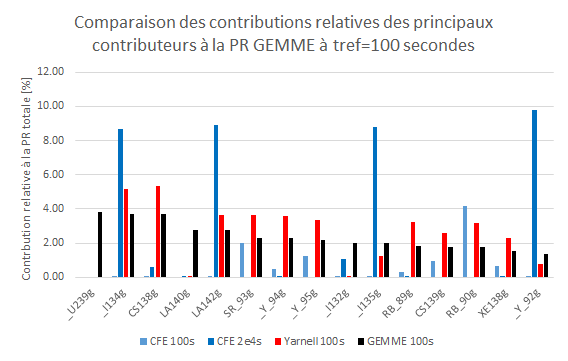 Comparaison des contributions relatives des principaux
contributeurs à la PR GEMME à tref=100 secondes
Contribution relative à la PR totale [%]
12.00
10.00
8.00
6.00
4.00
2.00
0.00
_U239g
_I134g
CS138g
LA140g
LA142g
SR_93g
_Y_94g
_Y_95g
_I132g
_I135g
RB_89g
CS139g
RB_90g
XE138g
_Y_92g
CFE 100s
CFE 2e4s
Yarnell 100s
GEMME 100s